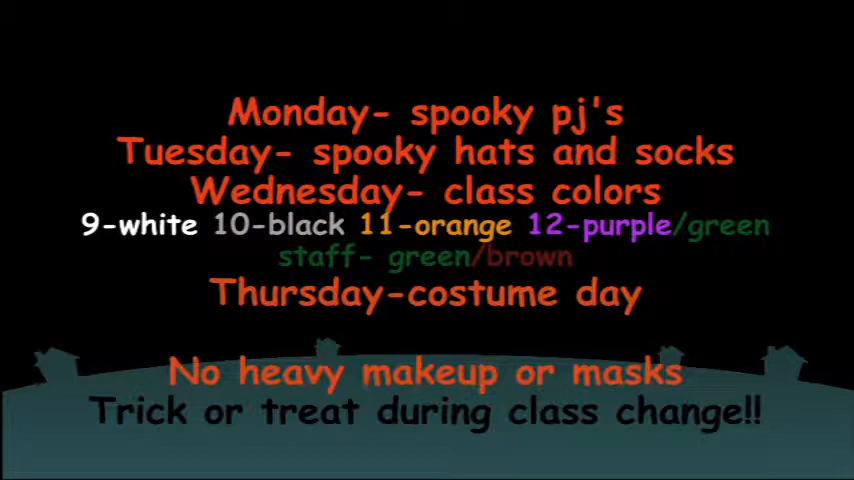 Monday- spooky pj's
Tuesday- spooky hats and socks
Wednesday- class colors
9-white 10-black 11-orange 12-purple/green
staff- green/brown
Thursday-costume day
No heavy makeup or masks
Trick or treat during class change!!